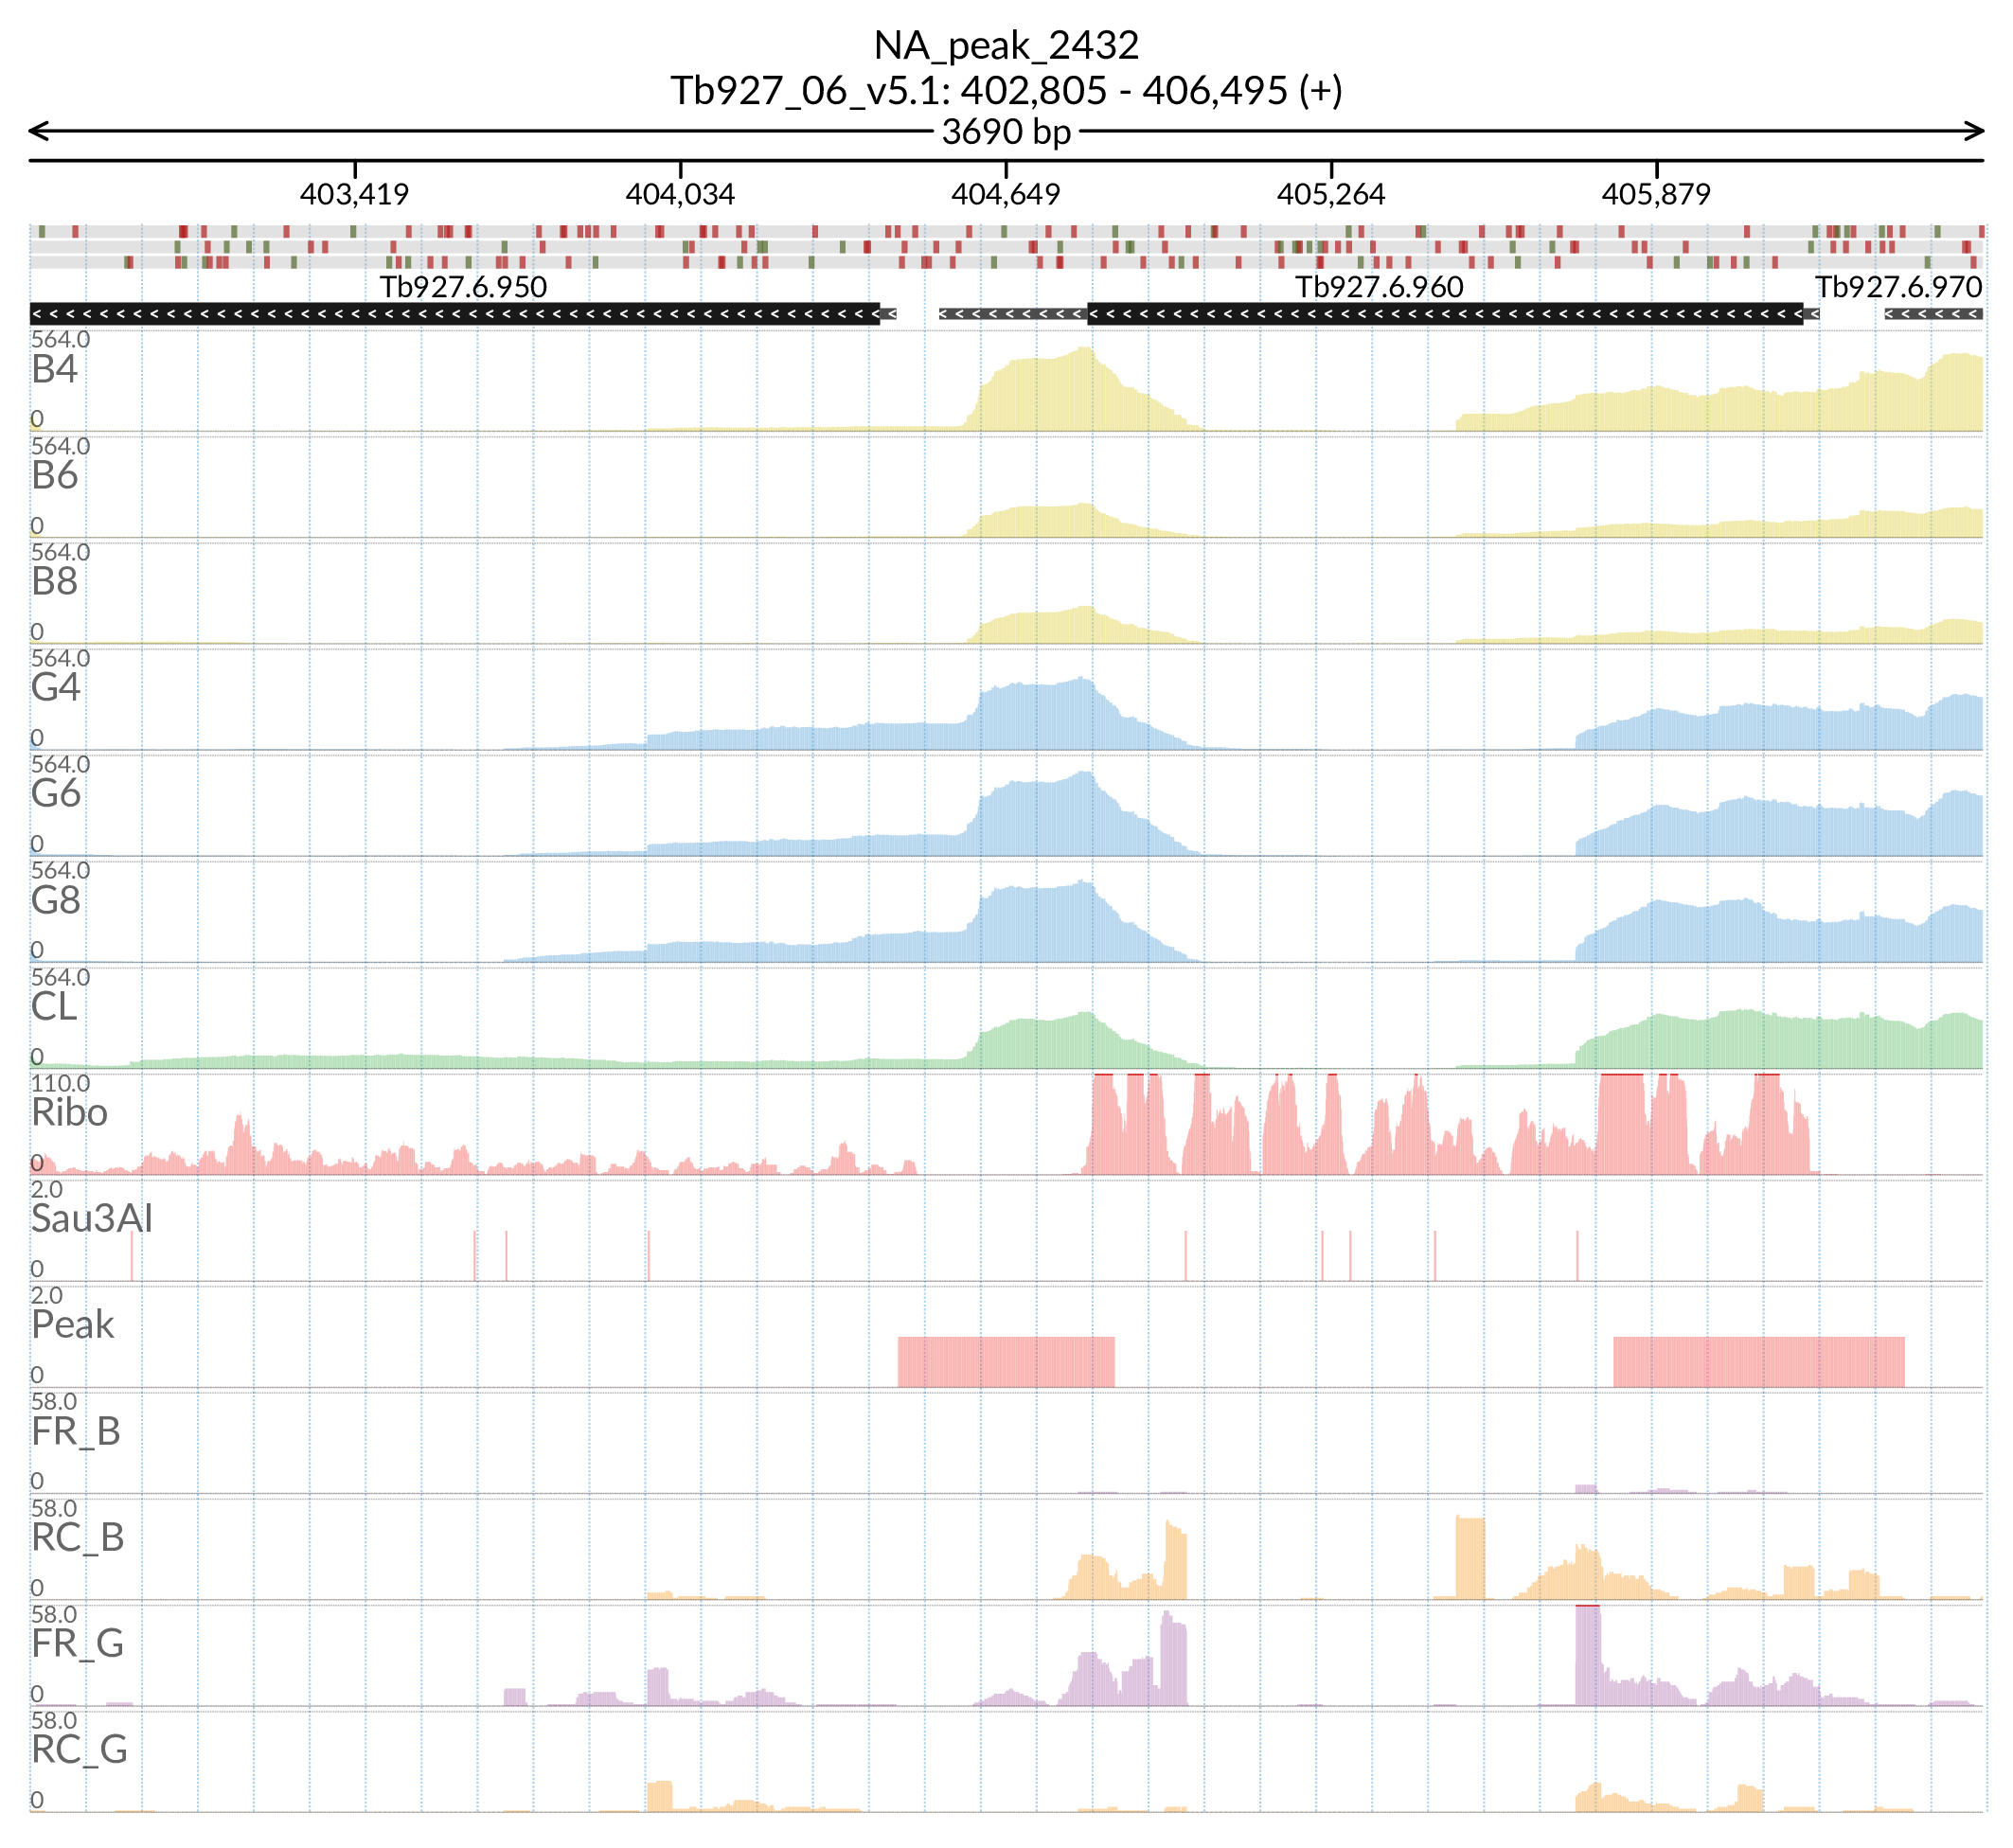 NA_peak_2432
Tb927_06_v5.1: 402,805 - 406,495 (+)
3690 bp
403,419 404,034 404,649 405,264 405,879
Tb927.6.950 Tb927.6.960 Tb927.6.970
564.0
B4
0
564.0
B6
0
564.0
B8
0
564.0
G4
0
564.0
G6
0
564.0
G8
0
564.0
CL
0
110.0
Ribo
0
2.0
Sau3AI
0
2.0
Peak
0
58.0
FR_B
0
58.0
RC_B
0
58.0
FR_G
0
58.0
RC_G
0